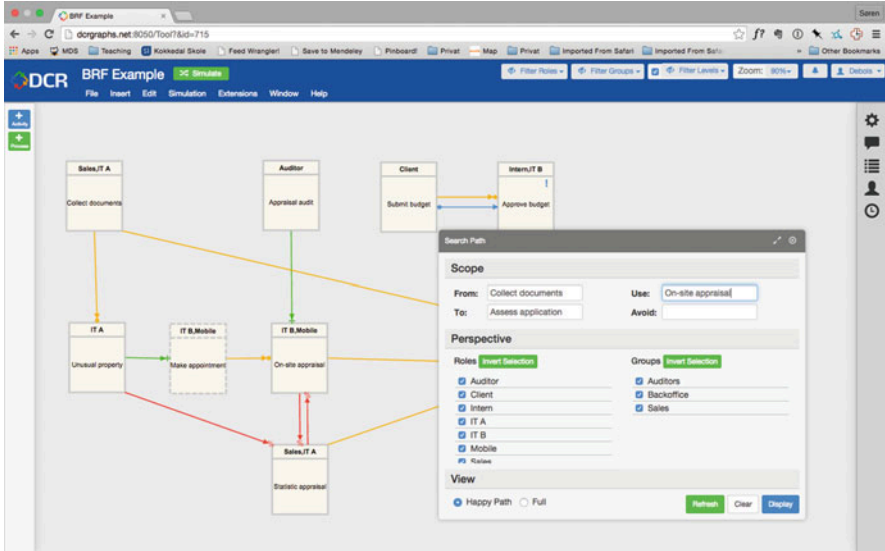 BRF Example
Søren
dcrgraphs.net:8050/Tool?&id=715
Apps
MDS
Teaching
Kokkedal Skole
Feed Wrangler!
Save to Mendeley
Pinboard!
Privat
Map
Privat
Imported From Safari
Imported From Safa
Other Bookmarks
DCR
BRF Example
Simulate
Filter Roles
Filter Groups
Filter Levels
Zoom: 90%
Debois
File Insert Edit Simulation Extensions Window Help
Activity
Process
Sales,IT A
Collect documents
Auditor
Appraisal audit
Client
Submit budget
Intern,IT B
!
Approve budget
IT A
Unusual property
IT B,Mobile
Make appointment
IT B,Mobile
On-site appraisal
Sales,IT A
Statistic appraisal
Search Path
Scope
From: Collect documents
Use: On-site appraisal
To: Assess application
Avoid:
Perspective
Roles Invert Selection
Groups Invert Selection
Auditor
Client
Intern
IT A
IT B
Mobile
Sales
Auditors
Backoffice
Sales
View
Happy Path Full
Refresh Clear Display